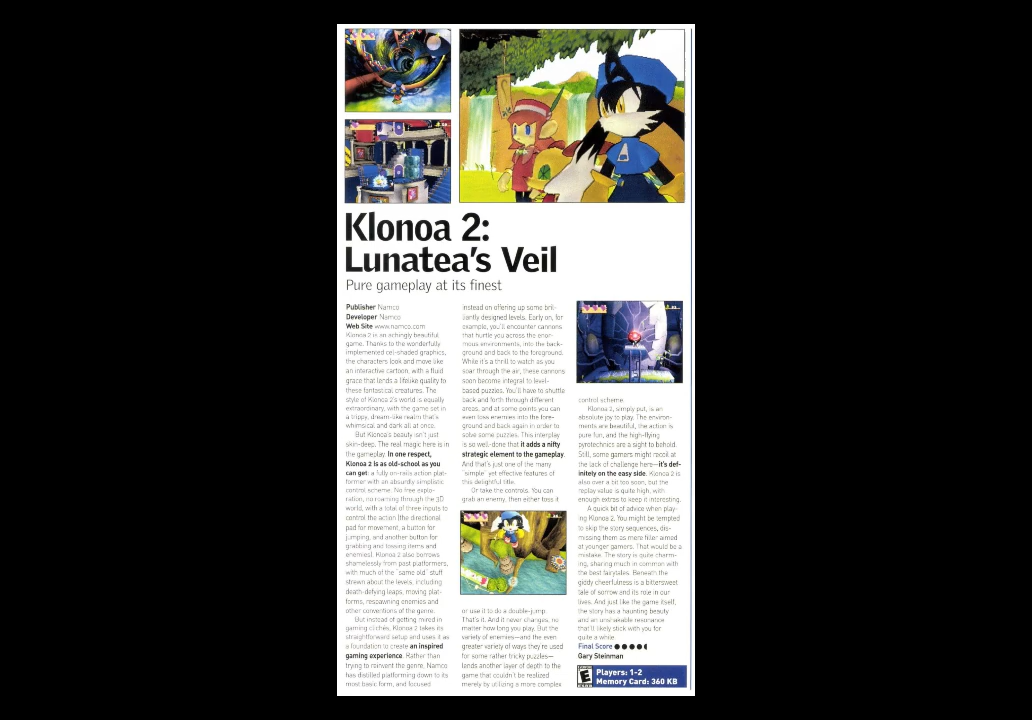 Klonoa 2:
Lunatea's Veil
Pure gameplay at its finest
Publisher Namco
Developer Namco
Web Site www.namco.com
Klonoa 2 is an achingly beautiful
game. Thanks to the wonderfully
implemented cel-shaded graphics,
the characters look and move like
an interactive cartoon, with a fluid
grace that lends a lifelike quality to
these fantastical creatures. The
style of Klonoa 2's world is equally
extraordinary, with the game set in
a trippy, dream-like realm that's
whimsical and dark all at once.
But Klonoa's beauty isn't just
skin-deep. The real magic here is in
the gameplay. In one respect,
Klonoa 2 is as old-school as you
can get: a fully on-rails action plat-
former with an absurdly simplistic
control scheme. No free explo-
ration, no roaming through the 3D
world, with a total of three inputs to
control the action (the directional
pad for movement, a button for
jumping, and another button for
grabbing and tossing items and
enemies). Klonoa 2 also borrows
shamelessly from past platformers,
with much of the "same old" stuff
strewn about the levels, including
death-defying leaps, moving plat-
forms, respawning enemies and
other conventions of the genre.
But instead of getting mired in
gaming clichés, Klonoa 2 takes its
straightforward setup and uses it as
a foundation to create an inspired
gaming experience. Rather than
trying to reinvent the genre, Namco
has distilled platforming down to its
most basic form, and focused
instead on offering up some bril-
liantly designed levels. Early on, for
example, you'll encounter cannons
that hurtle you across the enor-
mous environments, into the back-
ground and back to the foreground.
While it's a thrill to watch as you
soar through the air, these cannons
soon become integral to level-
based puzzles. You'll have to shuttle
back and forth through different
areas, and at some points you can
even toss enemies into the fore-
ground and back again in order to
solve some puzzles. This interplay
is so well-done that it adds a nifty
strategic element to the gameplay.
And that's just one of the many
"simple" yet effective features of
this delightful title.
Or take the controls. You can
grab an enemy, then either toss it
or use it to do a double-jump.
That's it. And it never changes, no
matter how long you play. But the
variety of enemies—and the even
greater variety of ways they're used
for some rather tricky puzzles—
lends another layer of depth to the
game that couldn't be realized
merely by utilizing a more complex
control scheme.
Klonoa 2, simply put, is an
absolute joy to play. The environ-
ments are beautiful, the action is
pure fun, and the high-flying
pyrotechnics are a sight to behold.
Still, some gamers might recoil at
the lack of challenge here—it's def-
initely on the easy side. Klonoa 2 is
also over a bit too soon, but the
replay value is quite high, with
enough extras to keep it interesting.
A quick bit of advice when play-
ing Klonoa 2. You might be tempted
to skip the story sequences, dis-
missing them as mere filler aimed
at younger gamers. That would be a
mistake. The story is quite charm-
ing, sharing much in common with
the best fairytales. Beneath the
giddy cheerfulness is a bittersweet
tale of sorrow and its role in our
lives. And just like the game itself,
the story has a haunting beauty
and an unshakable resonance
that'll likely stick with you for
quite a while.
Final Score
Gary Steinman
E
Players: 1-2
Memory Card: 360 KB